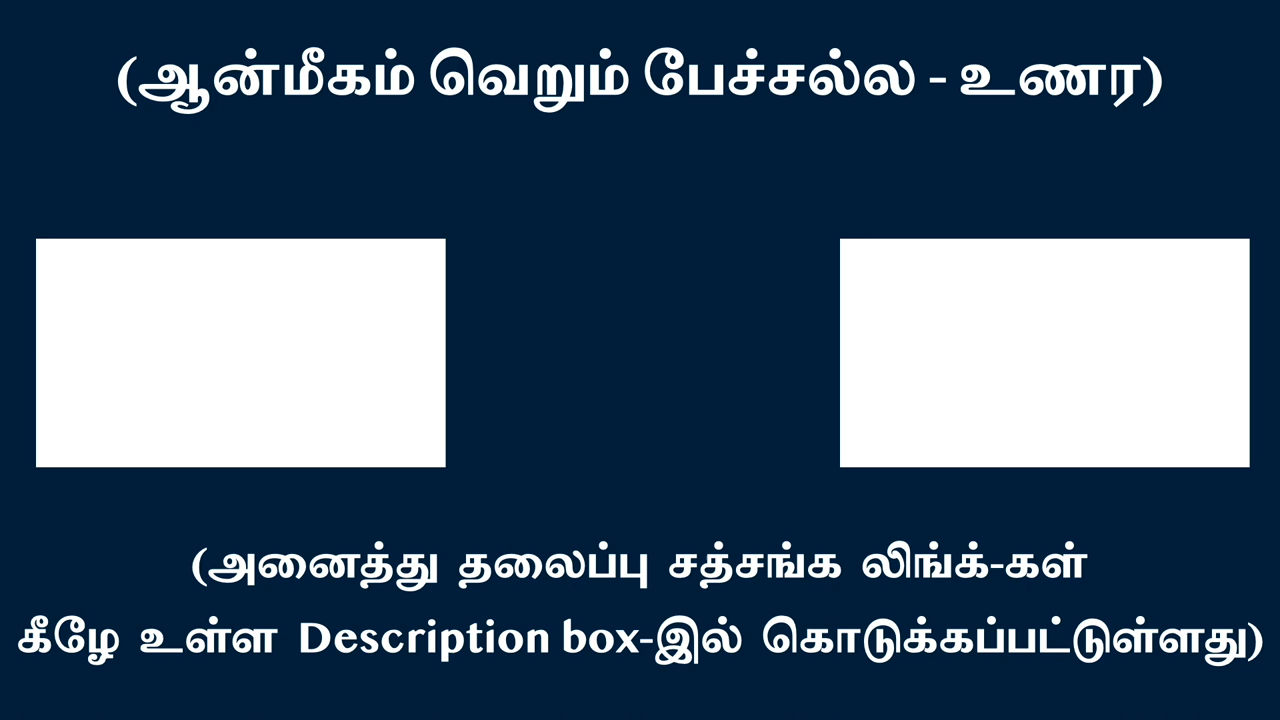 (ஆன்மீகம் வெறும் பேச்சல்ல - உணர)
(அனைத்து தலைப்பு சத்சங்க லிங்க்-கள்
கீழே உள்ள Description box-இல் கொடுக்கப்பட்டுள்ளது)